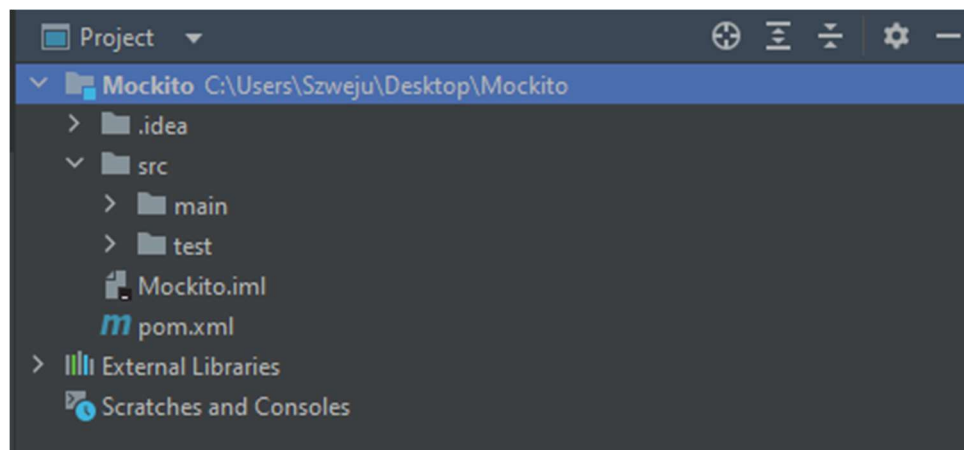 Project
Mockito C:\Users\Szweju\Desktop\Mockito
.idea
src
main
test
Mockito.iml
m pom.xml
External Libraries
Scratches and Consoles